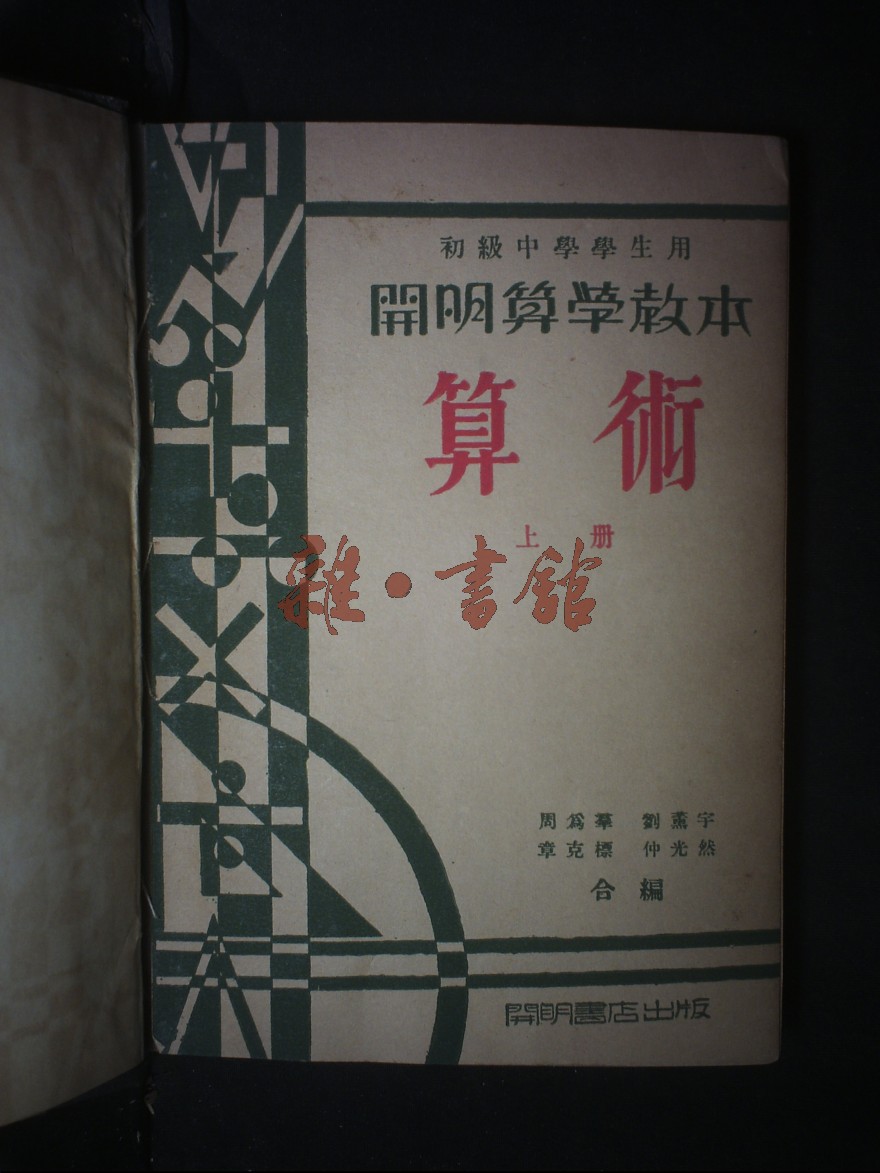 初級中學學生用
開明算學教本
算術
上册
雜·書館
周爲羣 劉薰宇
章克標 仲光然
合編
開明書店出版